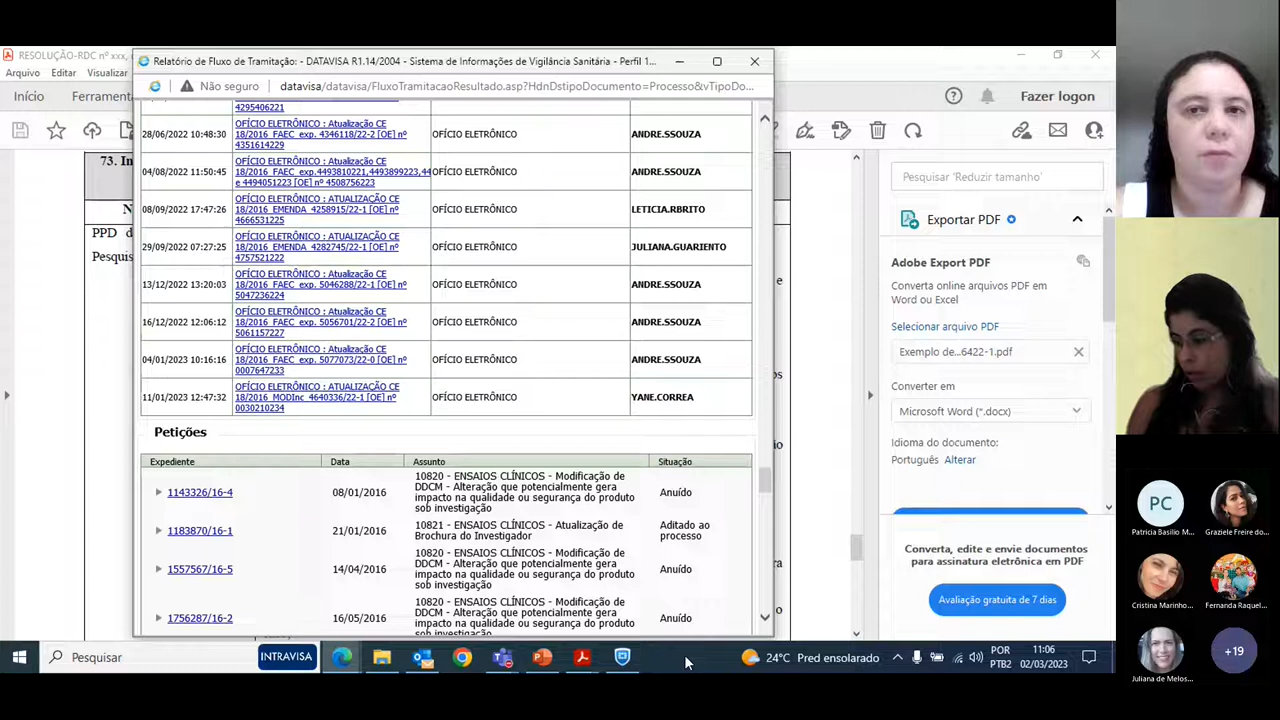 RESOLUÇÃO-RDC nº xxx,
Relatório de Fluxo de Tramitação: - DATAVISA R1.14/2004 - Sistema de Informações de Vigilância Sanitária - Perfil 1...
Arquivo Editar Visualizar
Não seguro datavisa/datavisa/FluxoTramitacaoResultado.asp?HdnDstipoDocumento=Processo&vTipoDo...
Início Ferrament
Fazer logon
4295406221
28/06/2022 10:48:30
OFÍCIO ELETRÔNICO : Atualização CE
18/2016_FAEC_exp. 4346118/22-2 [OE] nº
4351614229
OFÍCIO ELETRÔNICO
ANDRE.SSOUZA
04/08/2022 11:50:45
OFÍCIO ELETRÔNICO : Atualização CE
18/2016_FAEC_exp.4493810221,4493899223,44
e 4494051223 [OE] nº 4508756223
OFÍCIO ELETRÔNICO
ANDRE.SSOUZA
08/09/2022 17:47:26
OFÍCIO ELETRÔNICO : ATUALIZAÇÃO CE
18/2016_EMENDA_4258915/22-1 [OE] nº
4666531225
OFÍCIO ELETRÔNICO
LETICIA.RBRITO
29/09/2022 07:27:25
OFÍCIO ELETRÔNICO : ATUALIZAÇÃO CE
18/2016_EMENDA_4282745/22-1 [OE] nº
4757521222
OFÍCIO ELETRÔNICO
JULIANA.GUARIENTO
13/12/2022 13:20:03
OFÍCIO ELETRÔNICO : Atualização CE
18/2016_FAEC_exp. 5046288/22-1 [OE] nº
5047236224
OFÍCIO ELETRÔNICO
ANDRE.SSOUZA
16/12/2022 12:06:12
OFÍCIO ELETRÔNICO : Atualização CE
18/2016_FAEC_exp. 5056701/22-2 [OE] nº
5061157227
OFÍCIO ELETRÔNICO
ANDRE.SSOUZA
04/01/2023 10:16:16
OFÍCIO ELETRÔNICO : Atualização CE
18/2016_FAEC_exp. 5077073/22-0 [OE] nº
0007647233
OFÍCIO ELETRÔNICO
ANDRE.SSOUZA
11/01/2023 12:47:32
OFÍCIO ELETRÔNICO : ATUALIZAÇÃO CE
18/2016_MODInc_4640336/22-1 [OE] nº
0030210234
OFÍCIO ELETRÔNICO
YANE.CORREA
Petições
Expediente Data Assunto Situação
1143326/16-4 08/01/2016
10820 - ENSAIOS CLÍNICOS - Modificação de
DDCM - Alteração que potencialmente gera
impacto na qualidade ou segurança do produto
sob investigação
Anuído
1183870/16-1 21/01/2016
10821 - ENSAIOS CLÍNICOS - Atualização de
Brochura do Investigador
Aditado ao
processo
1557567/16-5 14/04/2016
10820 - ENSAIOS CLÍNICOS - Modificação de
DDCM - Alteração que potencialmente gera
impacto na qualidade ou segurança do produto
sob investigação
Anuído
1756287/16-2 16/05/2016
10820 - ENSAIOS CLÍNICOS - Modificação de
DDCM - Alteração que potencialmente gera
impacto na qualidade ou segurança do produto
sob investigação
Anuído
73. In
N
PPD d
Pesquis
e
os
o
ra
Pesquisar 'Reduzir tamanho'
Exportar PDF
Adobe Export PDF
Converta online arquivos PDF em
Word ou Excel
Selecionar arquivo PDF
Exemplo de...6422-1.pdf
Converter em
Microsoft Word (*.docx)
Idioma do documento:
Português Alterar
Converta, edite e envie documentos
para assinatura eletrônica em PDF
Avaliação gratuita de 7 dias
Pesquisar
INTRAVISA
24°C Pred ensolarado
POR
PTB2
11:06
02/03/2023
PC
Patricia Basilio M...
Graziele Freire do...
Cristina Marinho...
Fernanda Raquel...
Juliana de Melos...
+19